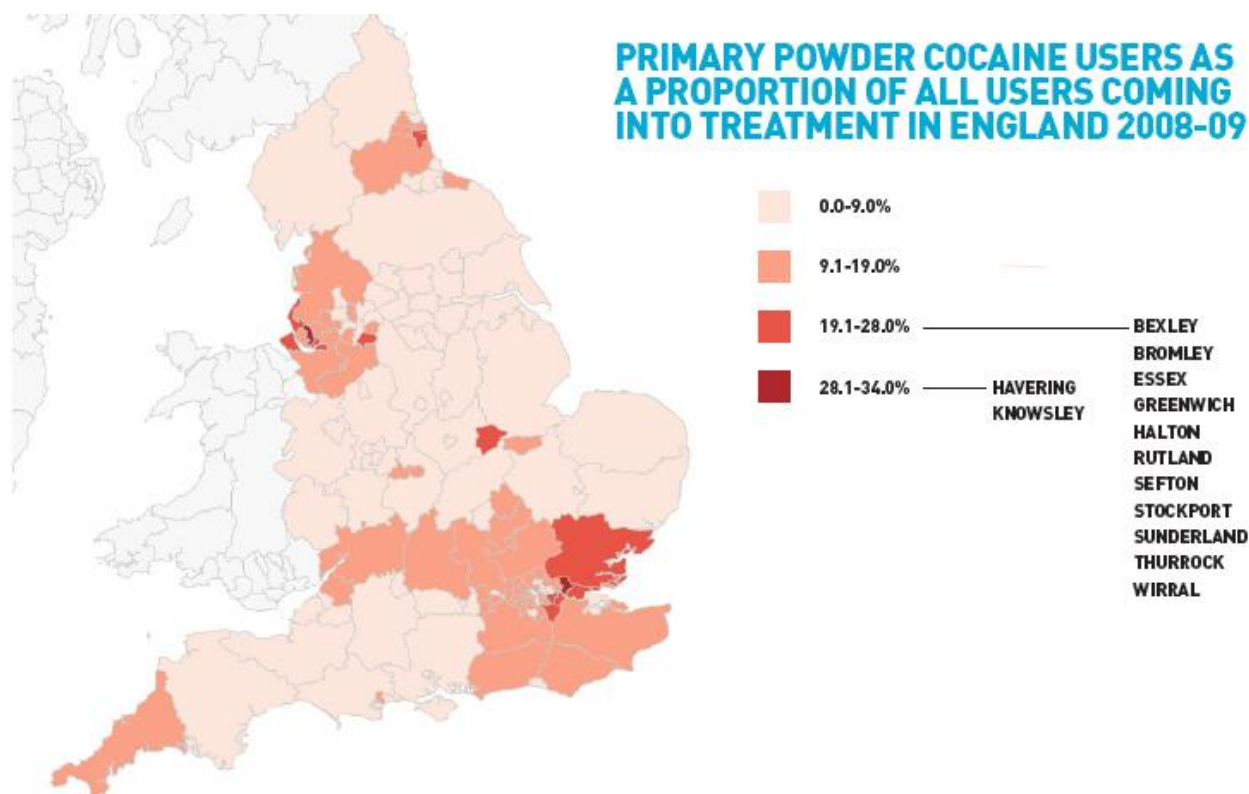 PRIMARY POWDER COCAINE USERS AS
A PROPORTION OF ALL USERS COMING
INTO TREATMENT IN ENGLAND 2008-09
0.0-9.0%
9.1-19.0%
19.1-28.0%
BEXLEY
BROMLEY
ESSEX
GREENWICH
HALTON
RUTLAND
SEFTON
STOCKPORT
SUNDERLAND
THURROCK
WIRRAL
28.1-34.0%
HAVERING
KNOWSLEY